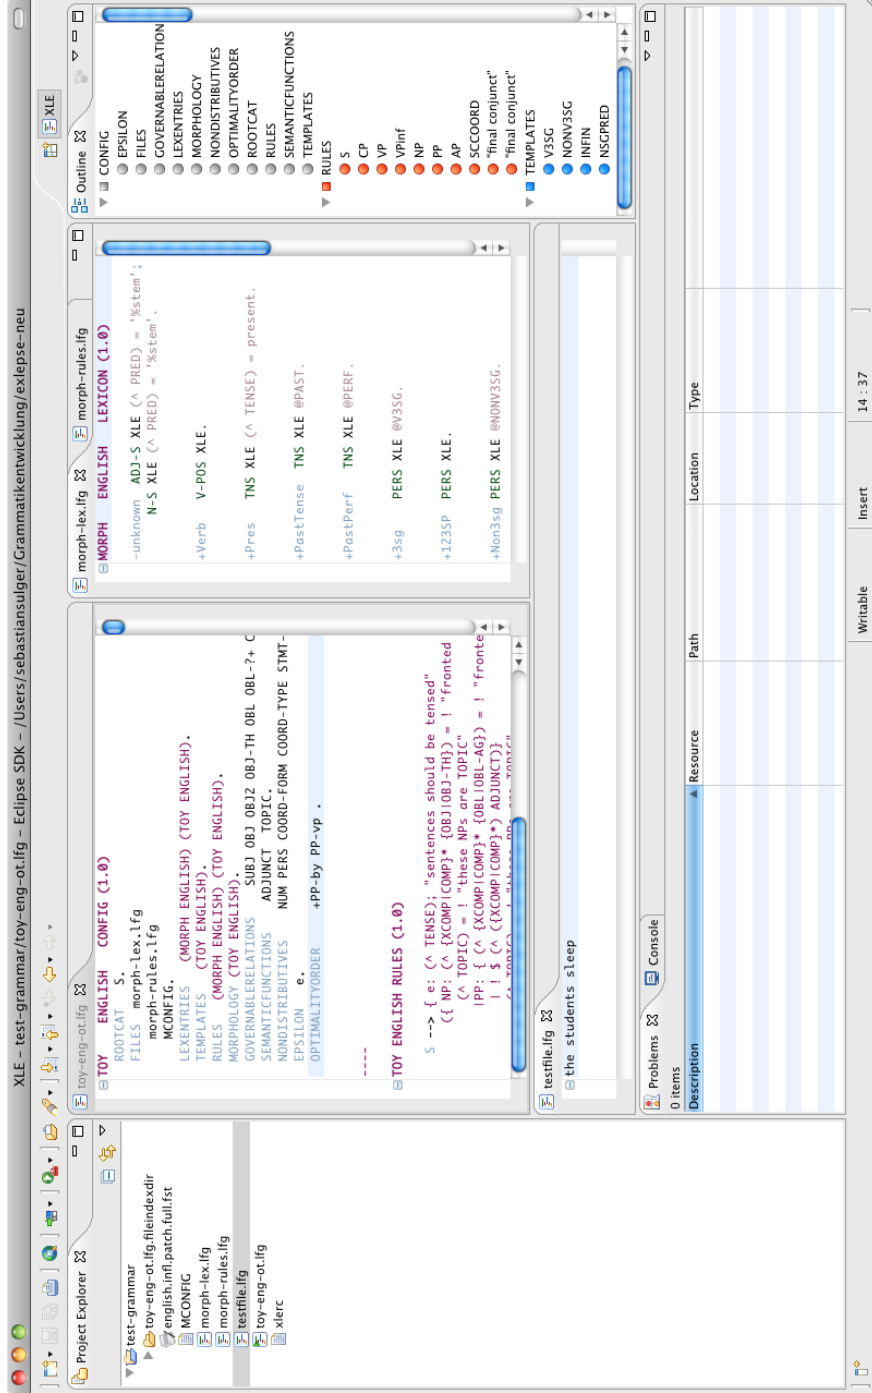 XLE – test-grammar/toy-eng-ot.lfg – Eclipse SDK – /Users/sebastiansulger/Grammatikentwicklung/exlepse-neu
XLE
Project Explorer
test-grammar
toy-eng-ot.lfg.fileindexdir
english.infl.patch.full.fst
MCONFIG
morph-lex.lfg
morph-rules.lfg
testfile.lfg
toy-eng-ot.lfg
xlerc
toy-eng-ot.lfg
TOY ENGLISH CONFIG (1.0)
ROOTCAT S.
FILES morph-lex.lfg
morph-rules.lfg
MCONFIG.
LEXENTRIES (MORPH ENGLISH) (TOY ENGLISH).
TEMPLATES (TOY ENGLISH).
RULES (MORPH ENGLISH) (TOY ENGLISH).
MORPHOLOGY (TOY ENGLISH).
GOVERNABLERELATIONS SUBJ OBJ OBJ2 OBJ-TH OBL OBL-?+ C
SEMANTICFUNCTIONS ADJUNCT TOPIC.
NONDISTRIBUTIVES NUM PERS COORD-FORM COORD-TYPE STMT-
EPSILON e.
OPTIMALITYORDER +PP-by PP-vp .
----
TOY ENGLISH RULES (1.0)
S --> { e: (^ TENSE); "sentences should be tensed"
({ NP: (^ {XCOMP|COMP}* {OBJ|OBJ-TH}) = ! "fronted
(^ TOPIC) = ! "these NPs are TOPIC"
|PP: { (^ {XCOMP|COMP}* {OBL|OBL-AG}) = ! "fronte
| ! $ (^ ({XCOMP|COMP}*) ADJUNCT)}
morph-lex.lfg
morph-rules.lfg
MORPH ENGLISH LEXICON (1.0)
-unknown ADJ-S XLE (^ PRED) = '%stem';
N-S XLE (^ PRED) = '%stem'.
+Verb V-POS XLE.
+Pres TNS XLE (^ TENSE) = present.
+PastTense TNS XLE @PAST.
+PastPerf TNS XLE @PERF.
+3sg PERS XLE @V3SG.
+123SP PERS XLE.
+Non3sg PERS XLE @NONV3SG.
Outline
CONFIG
EPSILON
FILES
GOVERNABLERELATION
LEXENTRIES
MORPHOLOGY
NONDISTRIBUTIVES
OPTIMALITYORDER
ROOTCAT
RULES
SEMANTICFUNCTIONS
TEMPLATES
RULES
S
CP
VP
VPinf
NP
PP
AP
SCCOORD
"final conjunct"
"final conjunct"
TEMPLATES
V3SG
NONV3SG
INFIN
NSGPRED
testfile.lfg
the students sleep
Problems
Console
0 items
Description Resource Path Location Type
Writable Insert 14 : 37